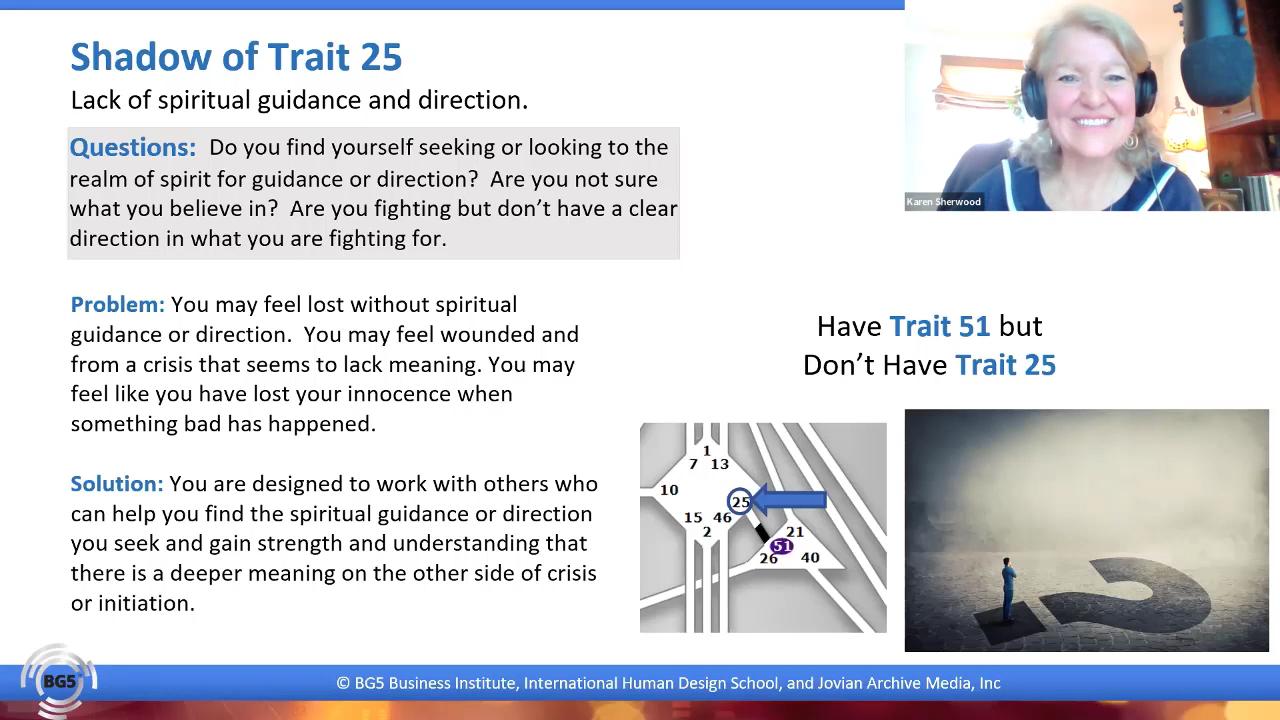 Shadow of Trait 25
Lack of spiritual guidance and direction.
Questions: Do you find yourself seeking or looking to the
realm of spirit for guidance or direction? Are you not sure
what you believe in? Are you fighting but don’t have a clear
direction in what you are fighting for.
Problem: You may feel lost without spiritual
guidance or direction. You may feel wounded and
from a crisis that seems to lack meaning. You may
feel like you have lost your innocence when
something bad has happened.
Solution: You are designed to work with others who
can help you find the spiritual guidance or direction
you seek and gain strength and understanding that
there is a deeper meaning on the other side of crisis
or initiation.
Karen Sherwood
Have Trait 51 but
Don’t Have Trait 25
1
7 13
10
25
15 46
2
21
51
26 40
BG5
© BG5 Business Institute, International Human Design School, and Jovian Archive Media, Inc